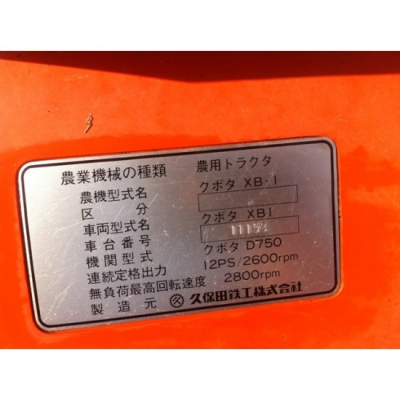 農業機械の種類 農用トラクタ
農機型式名 クボタ XB-1
区分
車両型式名 クボタ XB1
車台番号
機関型式 クボタ D750
連続定格出力 12PS/2600rpm
無負荷最高回転速度 2800rpm
製造元 久保田鉄工株式会社